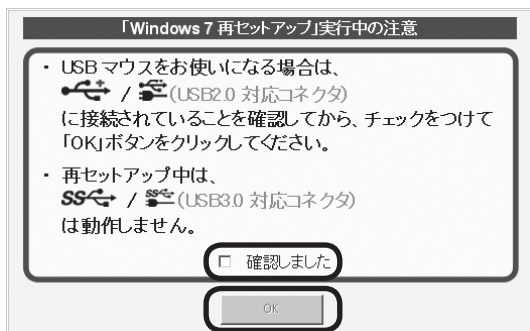 「Windows 7 再セットアップ」実行中の注意
・ USB マウスをお使いになる場合は、
/ (USB2.0 対応コネクタ)
に接続されていることを確認してから、チェックをつけて
「OK」ボタンをクリックしてください。
・ 再セットアップ中は、
SS / SS (USB3.0 対応コネクタ)
は動作しません。
確認しました
OK